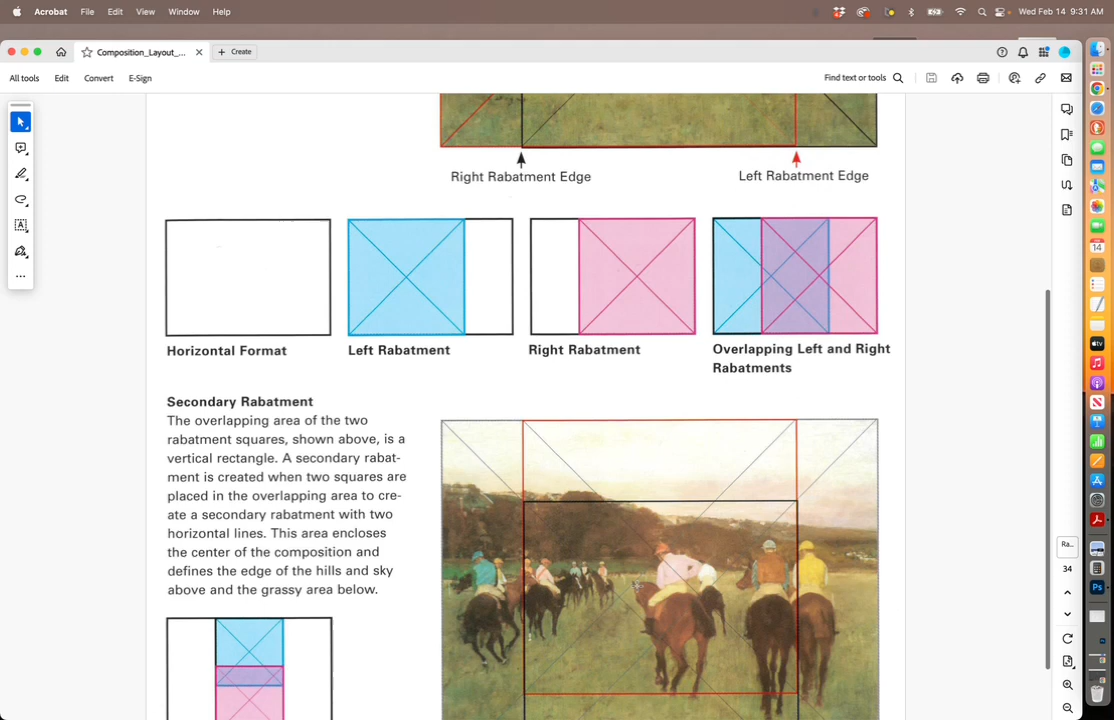 Acrobat File Edit View Window Help
Wed Feb 14 9:31 AM
Composition_Layout_...
+ Create
All tools Edit Convert E-Sign
Find text or tools
Right Rabatment Edge
Left Rabatment Edge
Horizontal Format
Left Rabatment
Right Rabatment
Overlapping Left and Right
Rabatments
Secondary Rabatment
The overlapping area of the two
rabatment squares, shown above, is a
vertical rectangle. A secondary rabat-
ment is created when two squares are
placed in the overlapping area to cre-
ate a secondary rabatment with two
horizontal lines. This area encloses
the center of the composition and
defines the edge of the hills and sky
above and the grassy area below.
Ra...
34
14
Ps